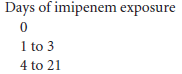 Days of imipenem exposure
0
1 to 3
4 to 21